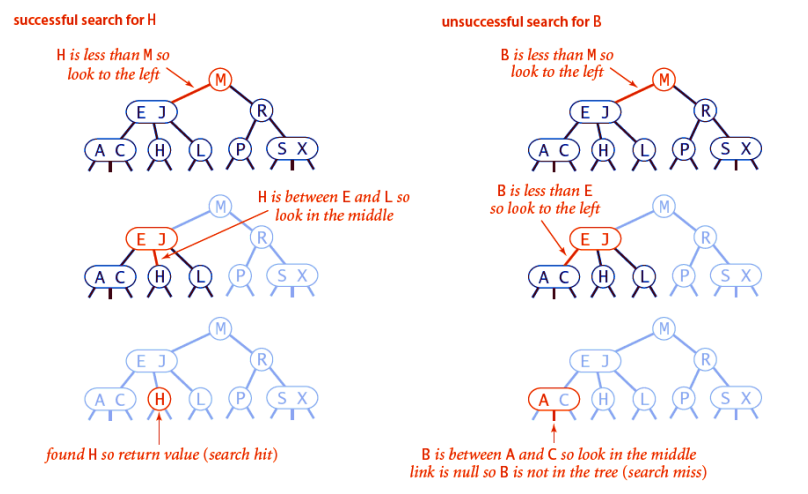 successful search for H
H is less than M so
look to the left
M
E J
R
A C
H
L
P
S X
H is between E and L so
look in the middle
M
E J
R
A C
H
L
P
S X
M
E J
R
A C
H
L
P
S X
found H so return value (search hit)
unsuccessful search for B
B is less than M so
look to the left
M
E J
R
A C
H
L
P
S X
B is less than E
so look to the left
M
E J
R
A C
H
L
P
S X
M
E J
R
A C
H
L
P
S X
B is between A and C so look in the middle
link is null so B is not in the tree (search miss)